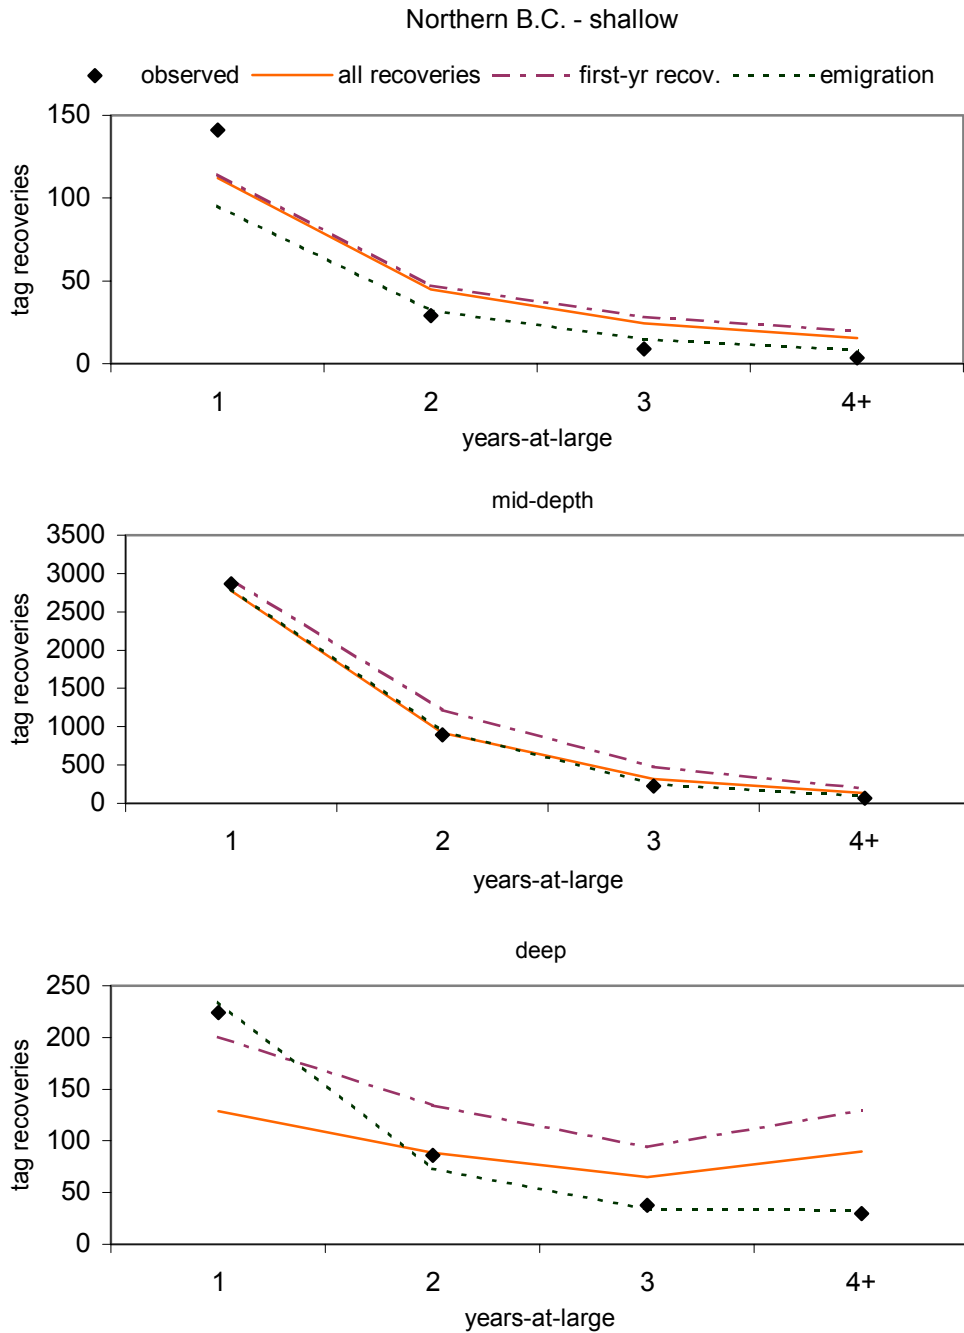 Northern B.C. - shallow
observed all recoveries first-yr recov. emigration
150
100
50
0
tag recoveries
1 2 3 4+
years-at-large
mid-depth
3500
3000
2500
2000
1500
1000
500
0
tag recoveries
1 2 3 4+
years-at-large
deep
250
200
150
100
50
0
tag recoveries
1 2 3 4+
years-at-large